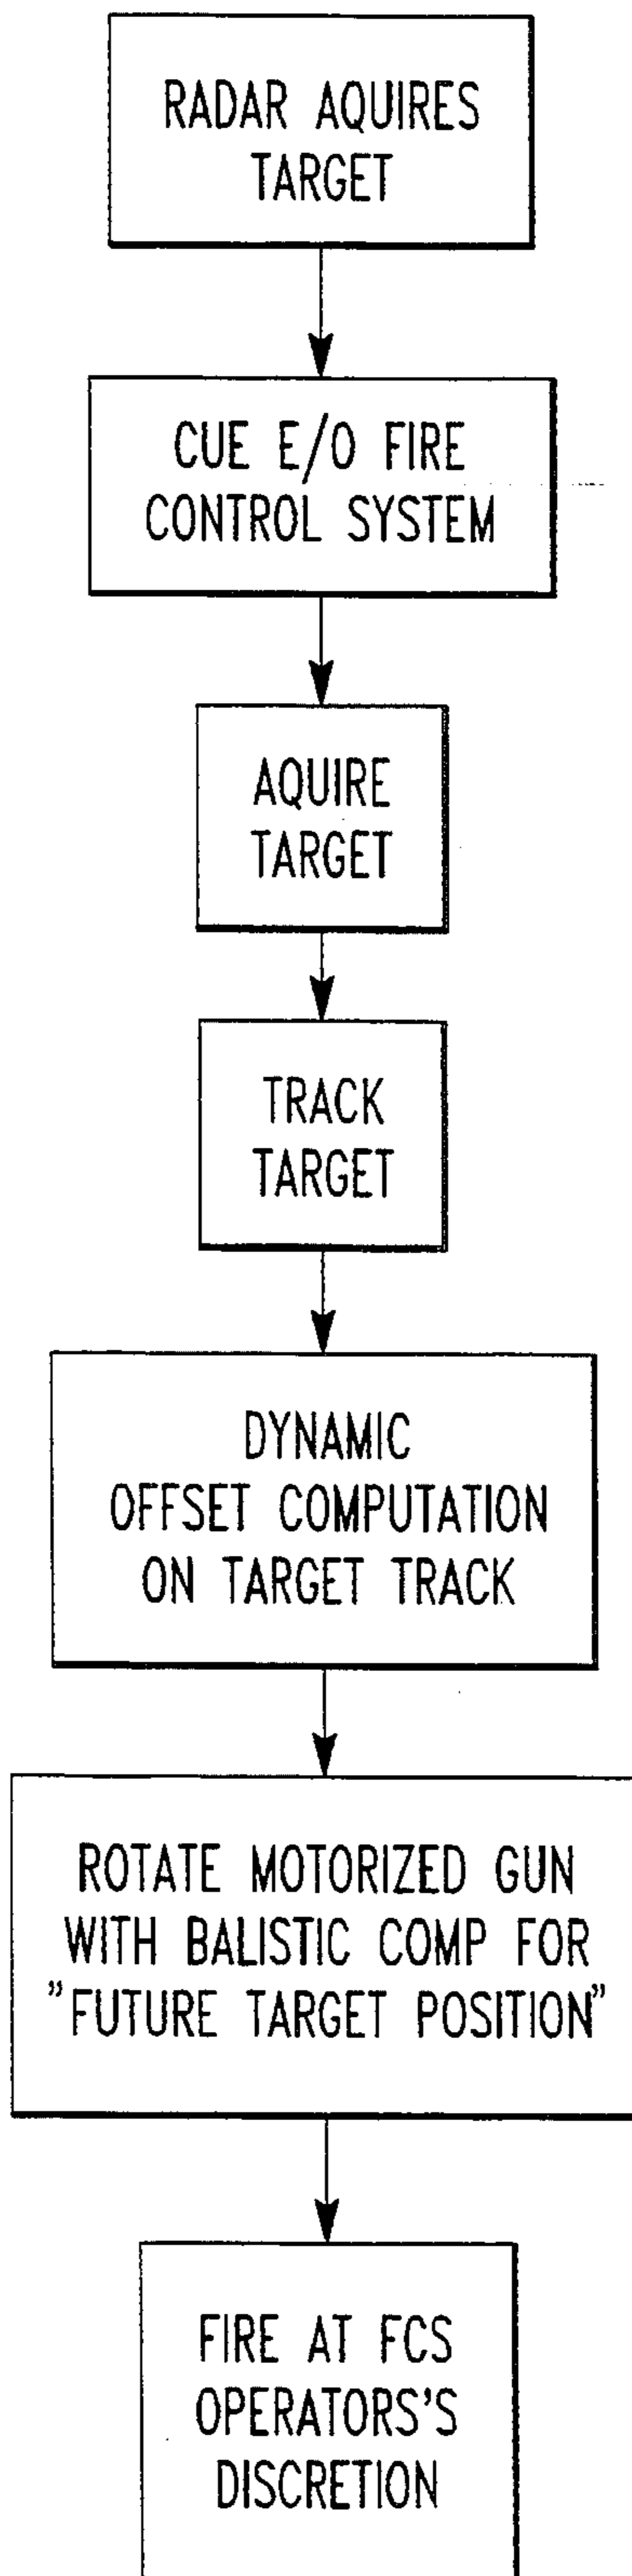 RADAR AQUIRES
TARGET
CUE E/O FIRE
CONTROL SYSTEM
AQUIRE
TARGET
TRACK
TARGET
DYNAMIC
OFFSET COMPUTATION
ON TARGET TRACK
ROTATE MOTORIZED GUN
WITH BALISTIC COMP FOR
"FUTURE TARGET POSITION"
FIRE AT FCS
OPERATORS'S
DISCRETION